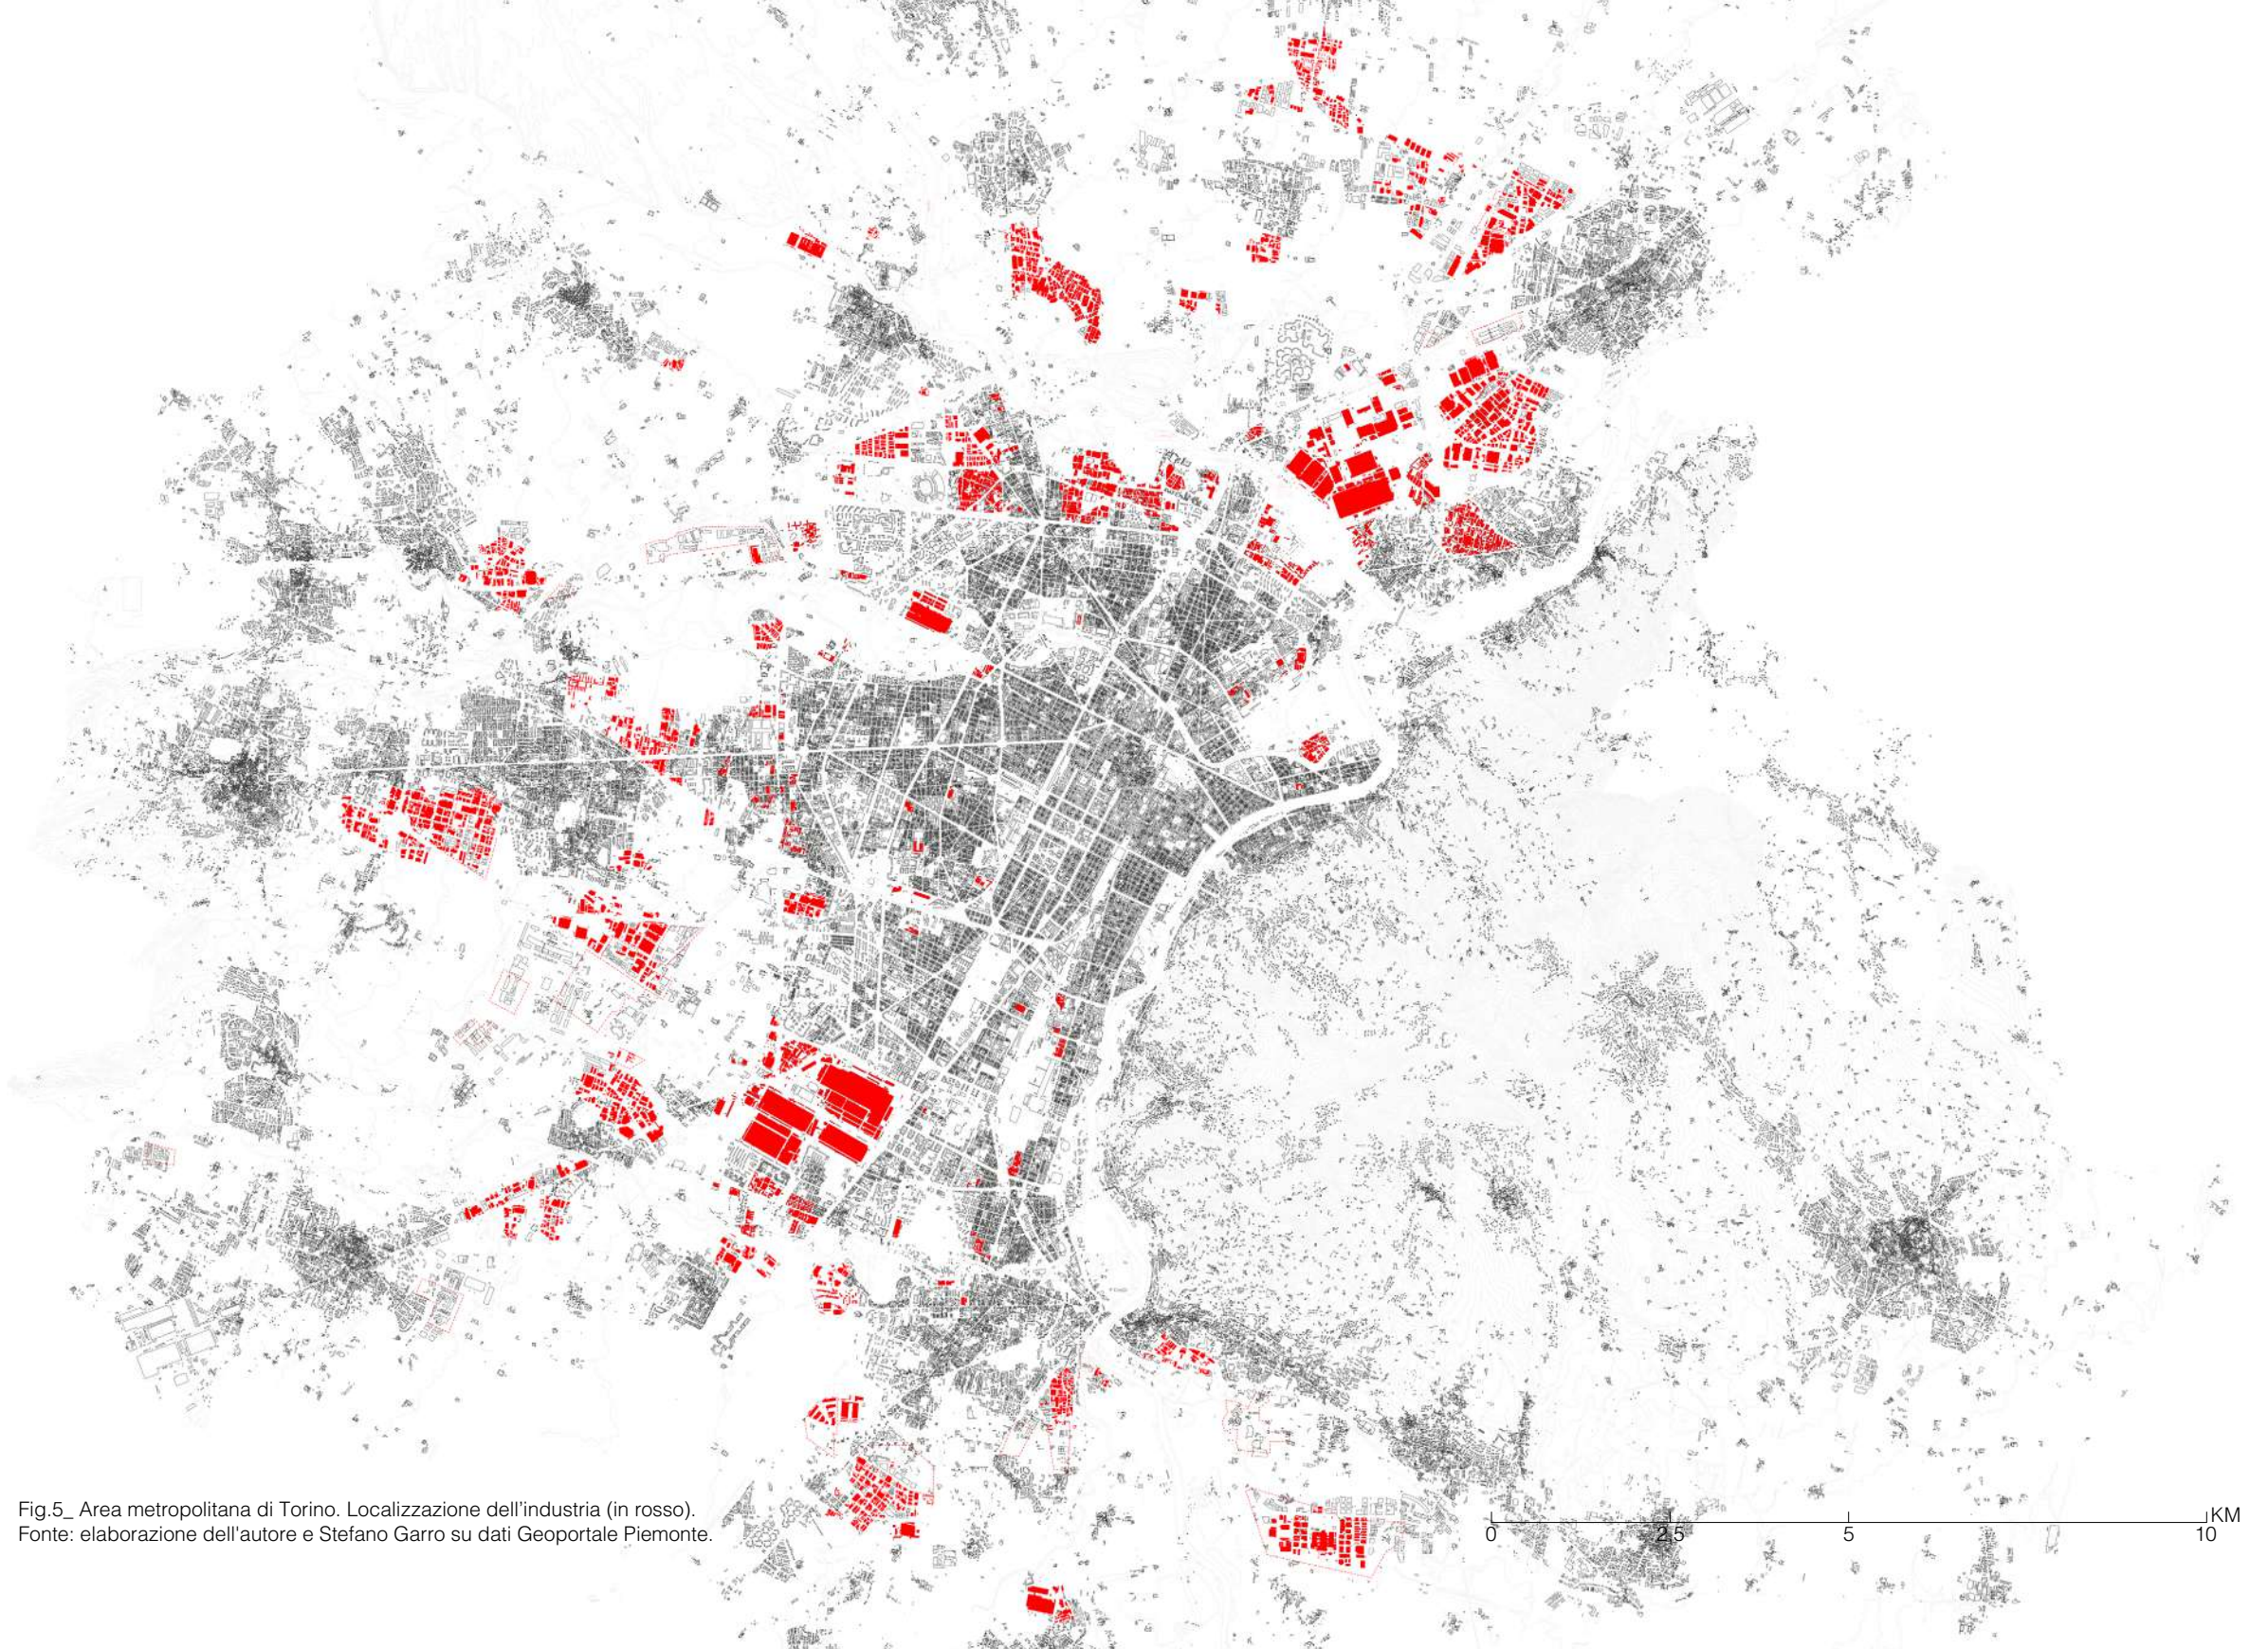 Fig.5_ Area metropolitana di Torino. Localizzazione dell'industria (in rosso).
Fonte: elaborazione dell'autore e Stefano Garro su dati Geoportale Piemonte.
KM
0 2,5 5 10